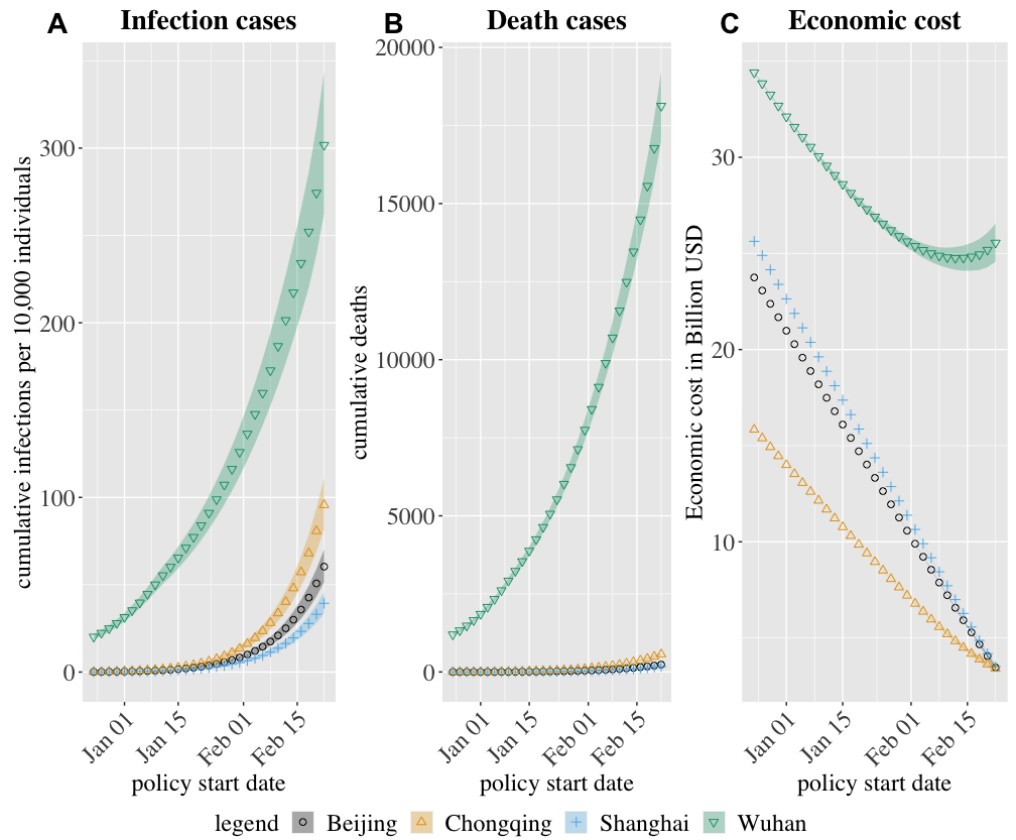 A Infection cases
B Death cases
C Economic cost
cumulative infections per 10,000 individuals
300
200
100
0
Jan 01
Jan 15
Feb 01
Feb 15
policy start date
cumulative deaths
20000
15000
10000
5000
0
Jan 01
Jan 15
Feb 01
Feb 15
policy start date
Economic cost in Billion USD
30
20
10
Jan 01
Jan 15
Feb 01
Feb 15
policy start date
legend Beijing Chongqing Shanghai Wuhan